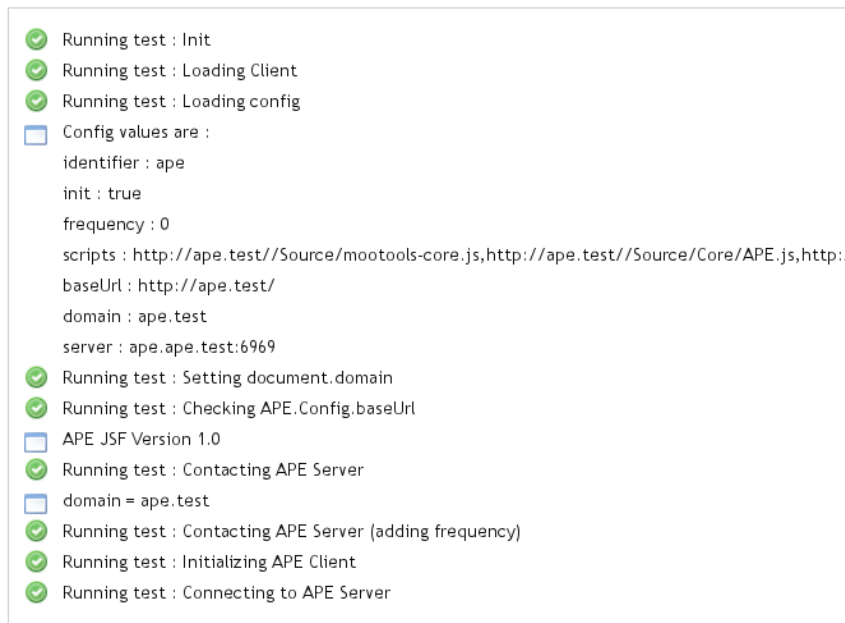 Running test : Init
Running test : Loading Client
Running test : Loading config
Config values are :
identifier : ape
init : true
frequency : 0
scripts : http://ape.test//Source/mootools-core.js,http://ape.test//Source/Core/APE.js,http:
baseUrl : http://ape.test/
domain : ape.test
server : ape.ape.test:6969
Running test : Setting document.domain
Running test : Checking APE.Config.baseUrl
APE JSF Version 1.0
Running test : Contacting APE Server
domain = ape.test
Running test : Contacting APE Server (adding frequency)
Running test : Initializing APE Client
Running test : Connecting to APE Server